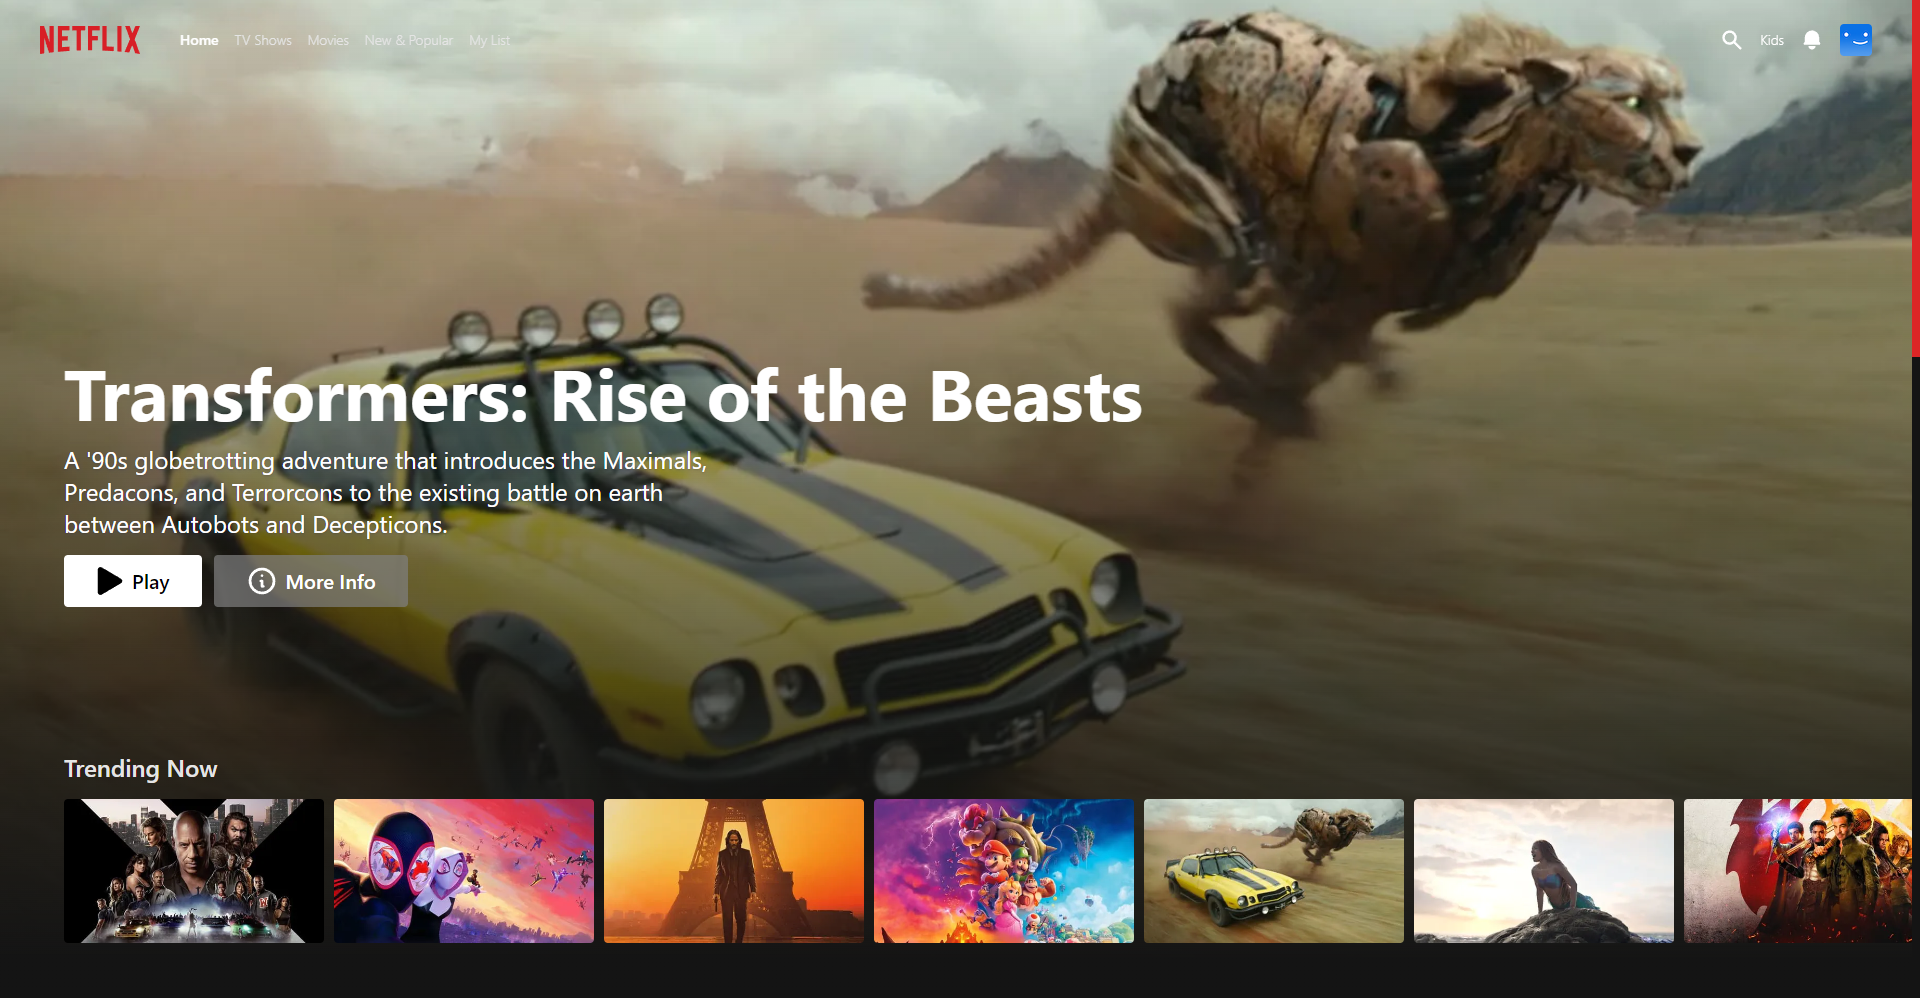 NETFLIX
Home TV Shows Movies New & Popular My List
Kids
Transformers: Rise of the Beasts
A '90s globetrotting adventure that introduces the Maximals,
Predacons, and Terrorcons to the existing battle on earth
between Autobots and Decepticons.
Play
More Info
Trending Now